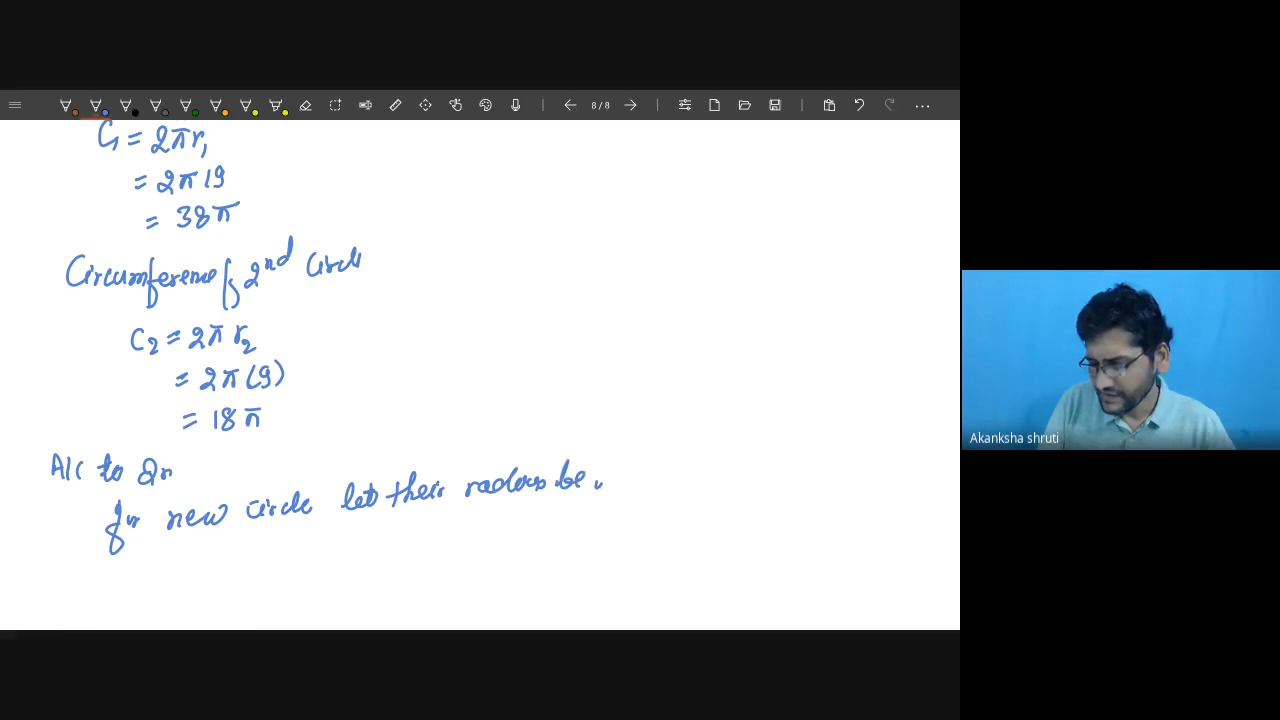 8/8
C₁ = 2πr₁
= 2π19
= 38π
Circumference of 2nd Circle
C₂ = 2πr₂
= 2π(9)
= 18π
A/C to Qn
for new circle let their radius be
Akanksha shruti